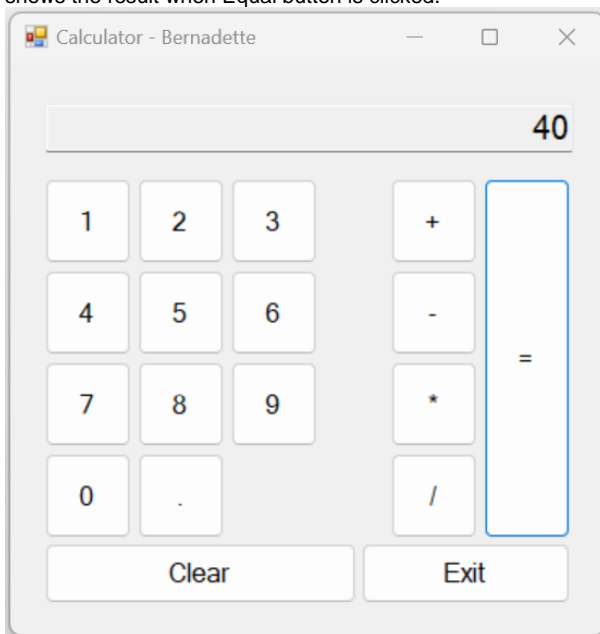 shows the result when Equal button is clicked.
Calculator - Bernadette
40
1 2 3 +
4 5 6 -
=
7 8 9 *
0 . /
Clear Exit